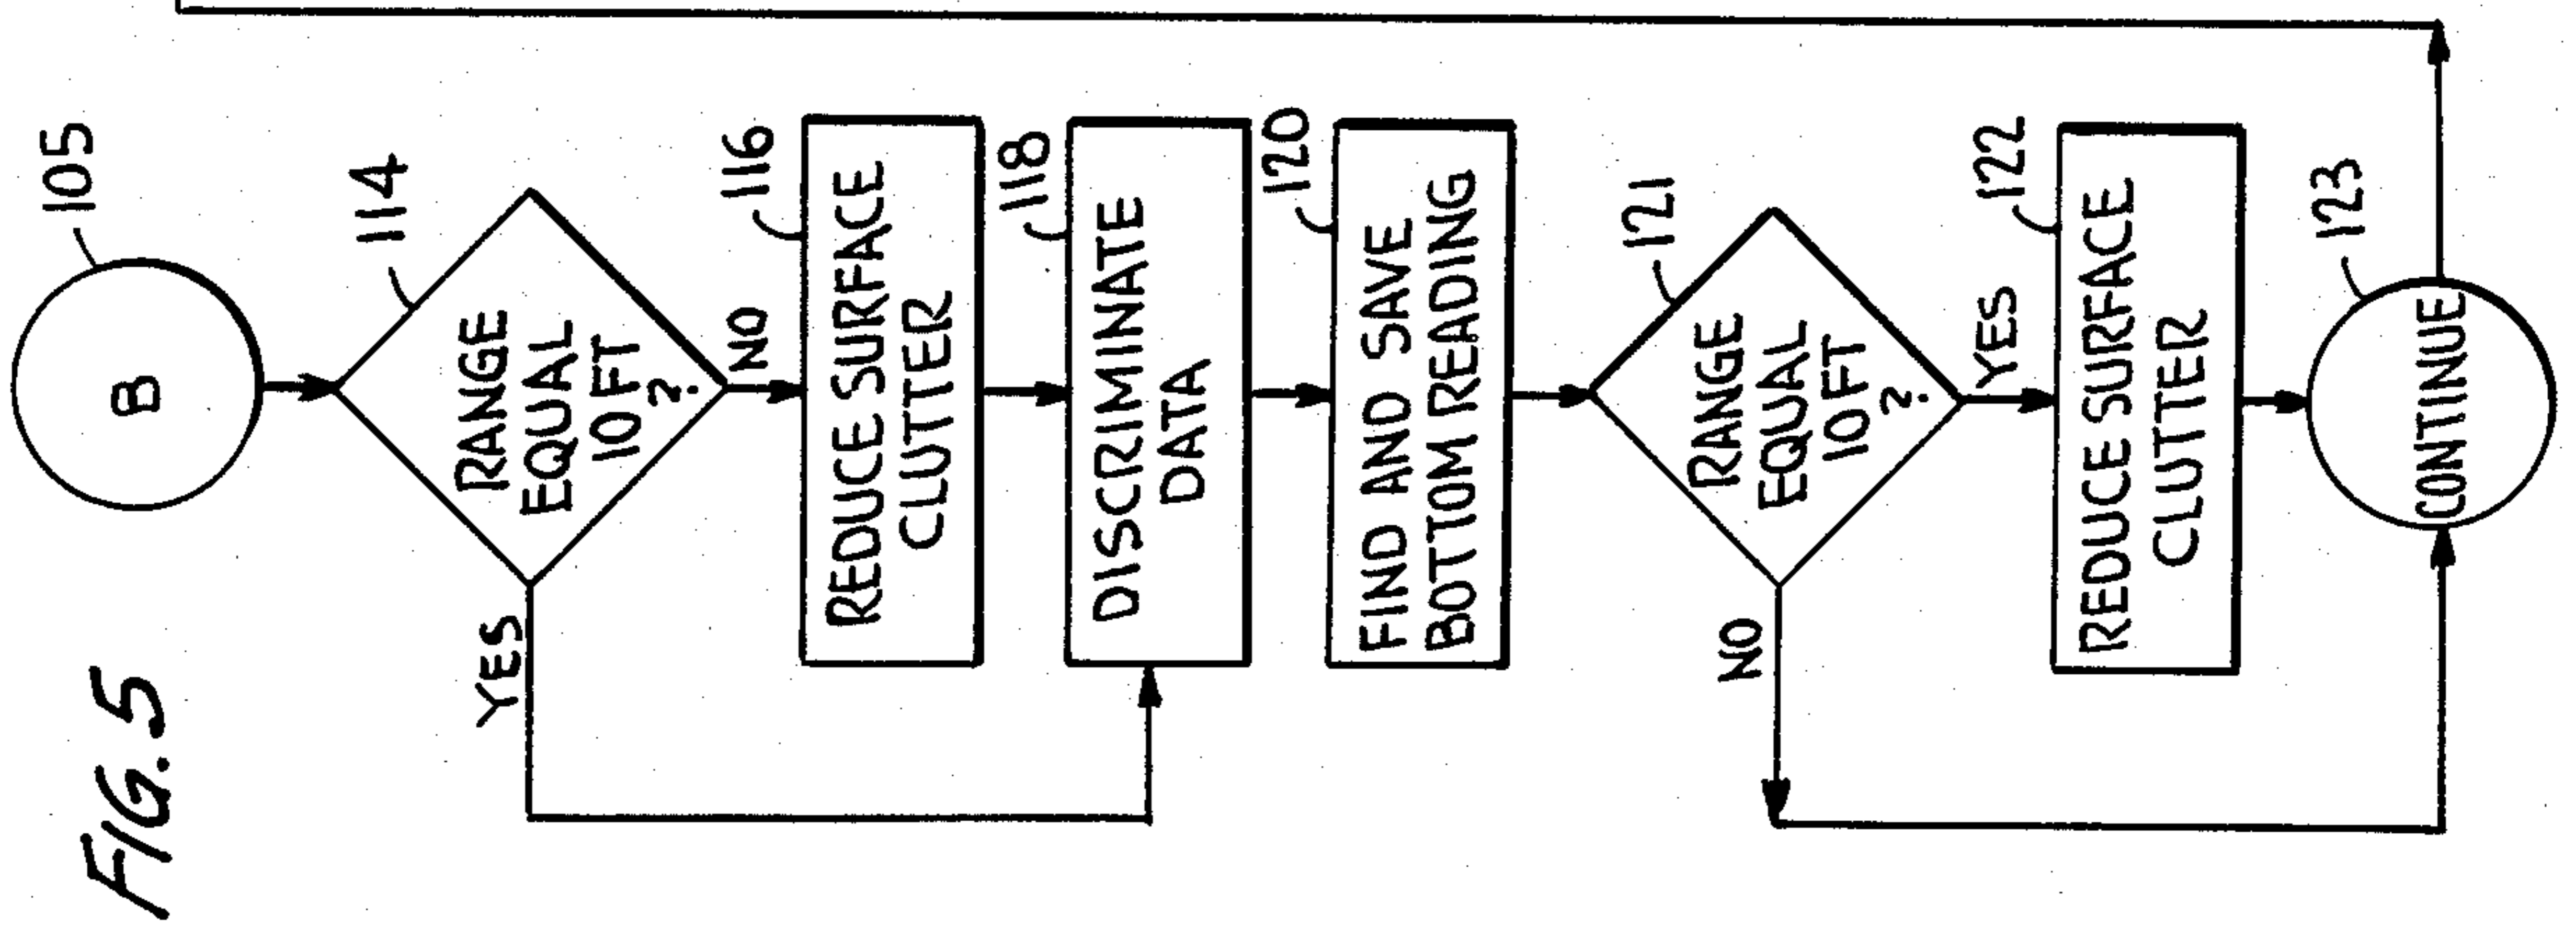 FIG. 5
B
105
RANGE
EQUAL
10 FT
?
114
YES
NO
REDUCE SURFACE
CLUTTER
116
DISCRIMINATE
DATA
118
FIND AND SAVE
BOTTOM READING
120
RANGE
EQUAL
10 FT
?
121
NO
YES
REDUCE SURFACE
CLUTTER
122
CONTINUE
123